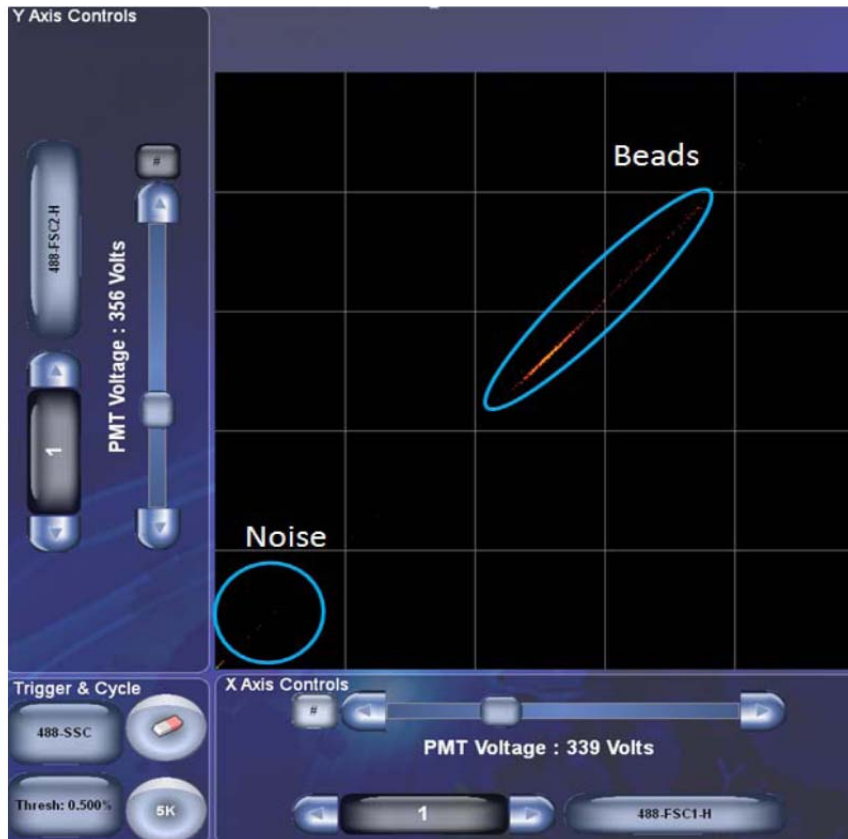 Y Axis Controls
#
488-FSC2-H
PMT Voltage : 356 Volts
1
Beads
Noise
Trigger & Cycle
488-SSC
Thresh: 0.500%
5K
X Axis Controls
#
PMT Voltage : 339 Volts
1
488-FSC1-H